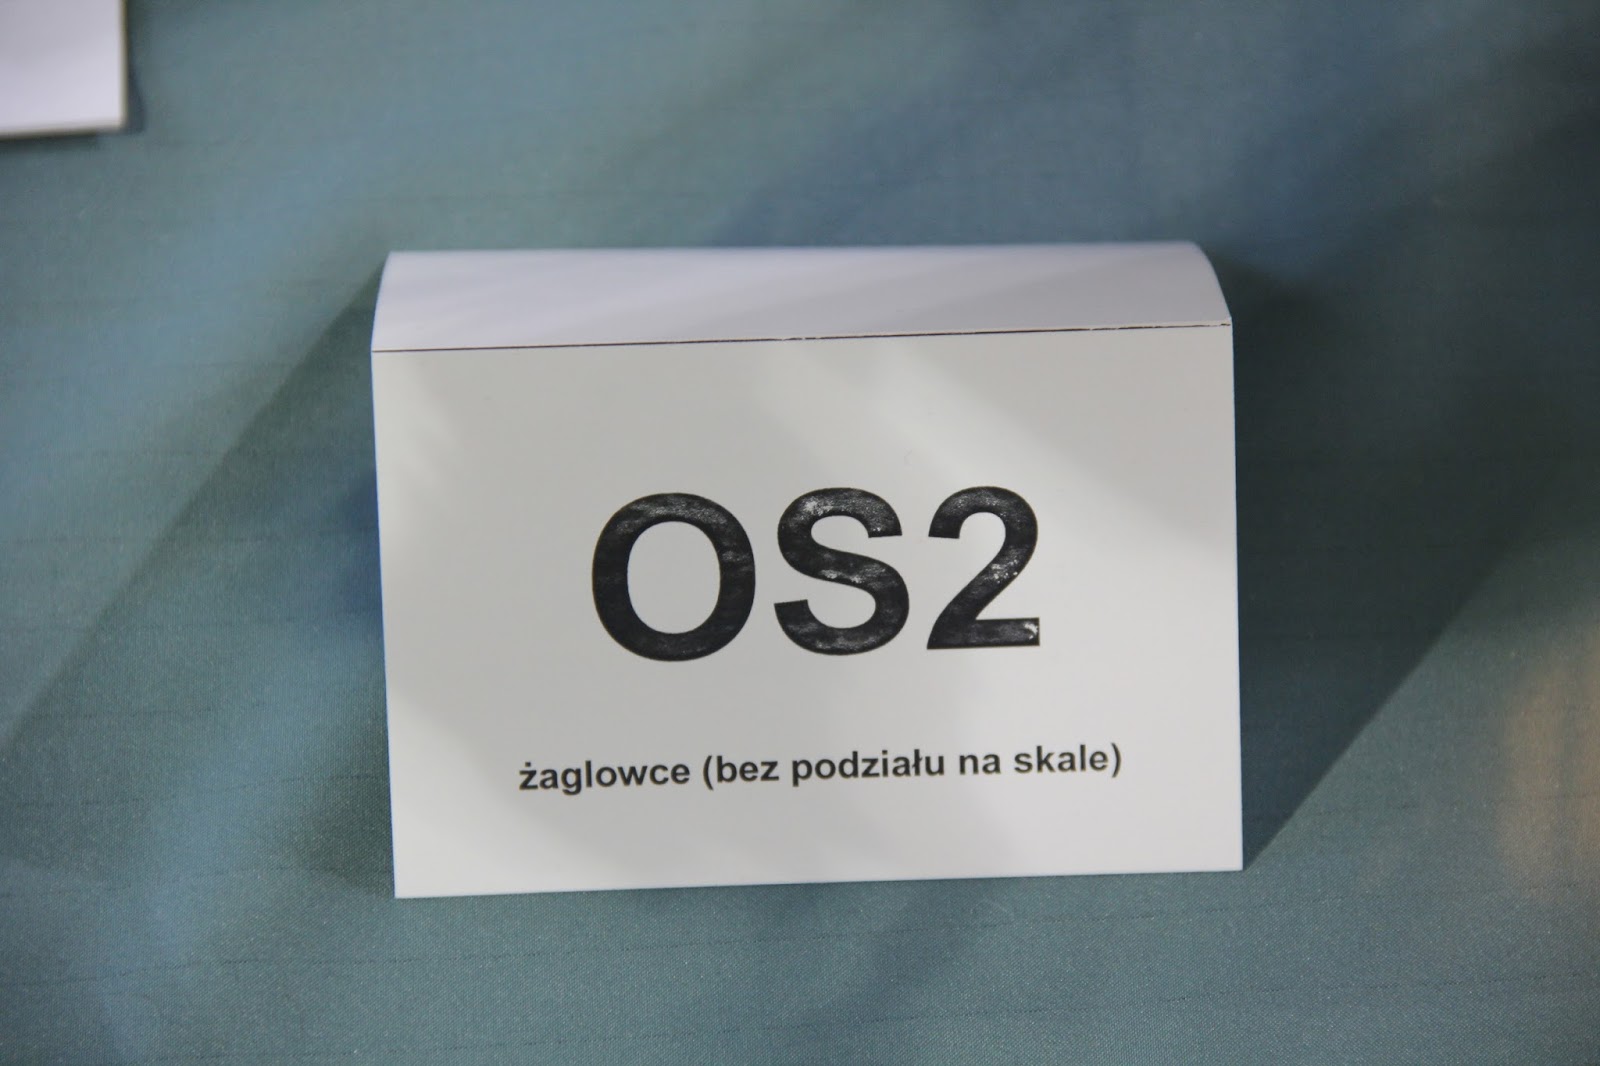 OS2
żaglowce (bez podziału na skale)